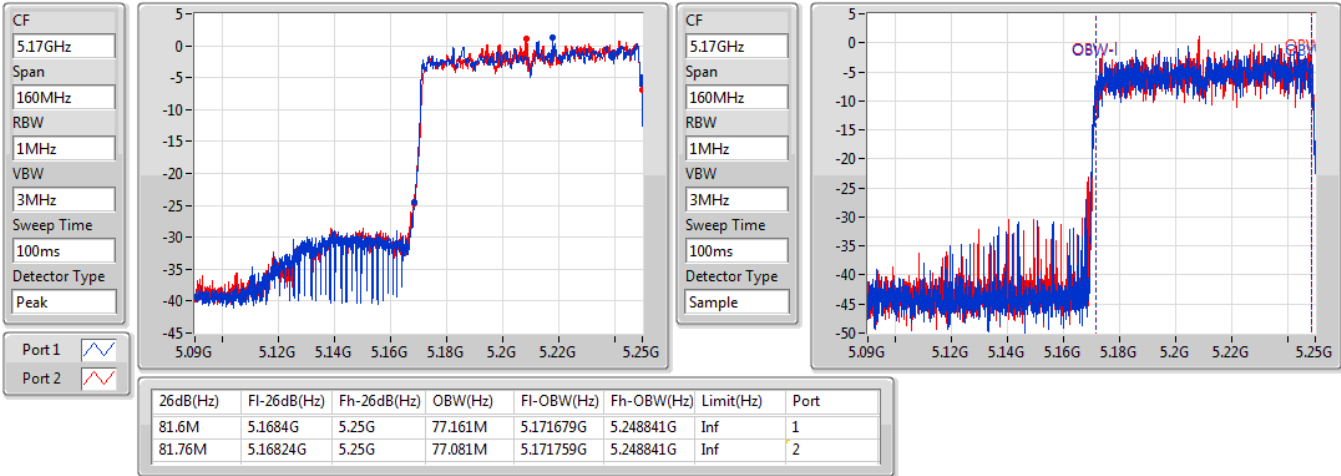 CF
5.17GHz
Span
160MHz
RBW
1MHz
VBW
3MHz
Sweep Time
100ms
Detector Type
Peak
Port 1
Port 2
5-
0-
-5-
-10-
-15-
-20-
-25-
-30-
-35-
-40-
-45-
5.09G 5.12G 5.14G 5.16G 5.18G 5.2G 5.22G 5.25G
CF
5.17GHz
Span
160MHz
RBW
1MHz
VBW
3MHz
Sweep Time
100ms
Detector Type
Sample
5-
0-
-5-
-10-
-15-
-20-
-25-
-30-
-35-
-40-
-45-
-50-
OBW-l
OBW
5.09G 5.12G 5.14G 5.16G 5.18G 5.2G 5.22G 5.25G
26dB(Hz) Fl-26dB(Hz) Fh-26dB(Hz) OBW(Hz) Fl-OBW(Hz) Fh-OBW(Hz) Limit(Hz) Port
81.6M 5.1684G 5.25G 77.161M 5.171679G 5.248841G Inf 1
81.76M 5.16824G 5.25G 77.081M 5.171759G 5.248841G Inf 2